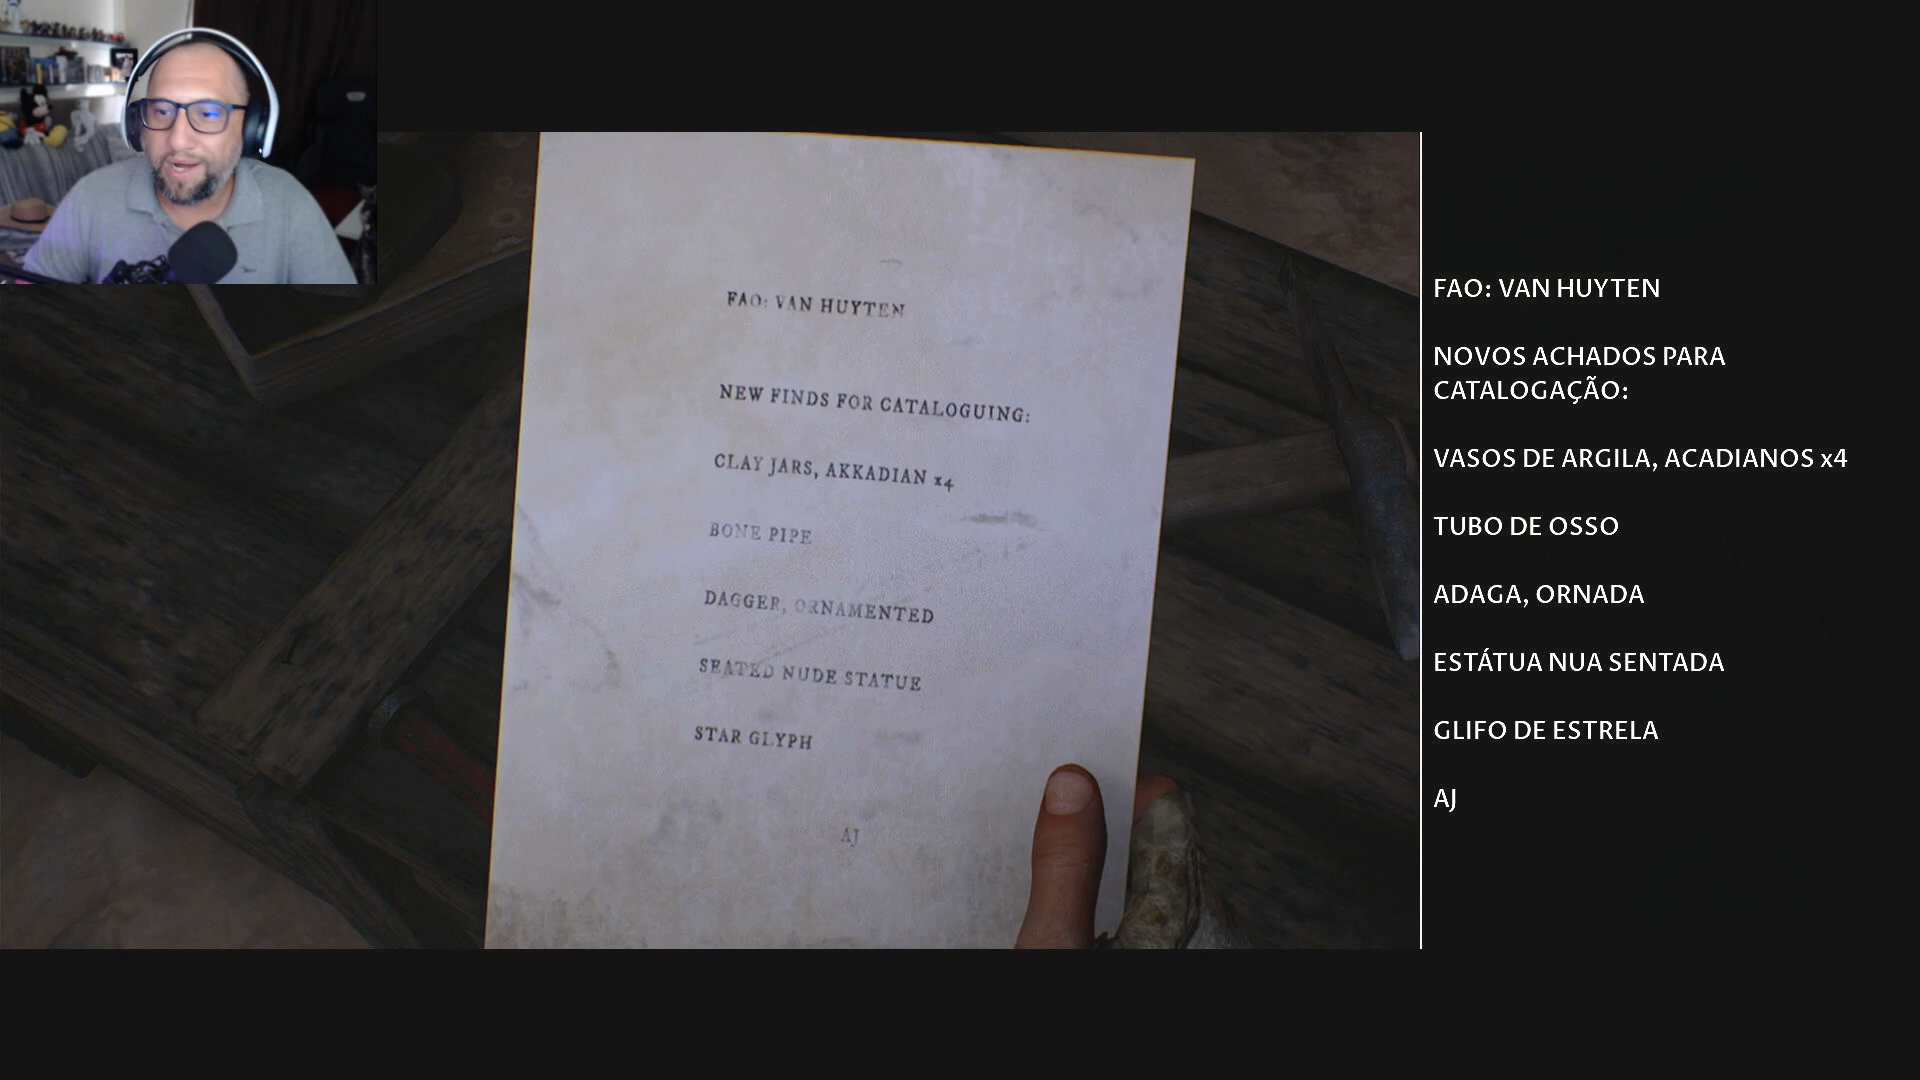 FAO: VAN HUYTEN
NEW FINDS FOR CATALOGUING:
CLAY JARS, AKKADIAN x4
BONE PIPE
DAGGER, ORNAMENTED
SEATED NUDE STATUE
STAR GLYPH
AJ
FAO: VAN HUYTEN
NOVOS ACHADOS PARA
CATALOGAÇÃO:
VASOS DE ARGILA, ACADIANOS x4
TUBO DE OSSO
ADAGA, ORNADA
ESTÁTUA NUA SENTADA
GLIFO DE ESTRELA
AJ